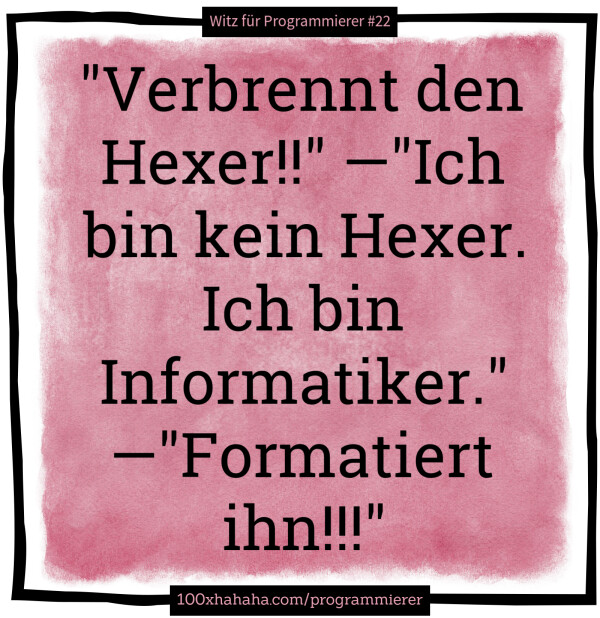 Witz für Programmierer #22
"Verbrennt den
Hexer!!" —"Ich
bin kein Hexer.
Ich bin
Informatiker."
—"Formatiert
ihn!!!"
100xhahaha.com/programmierer